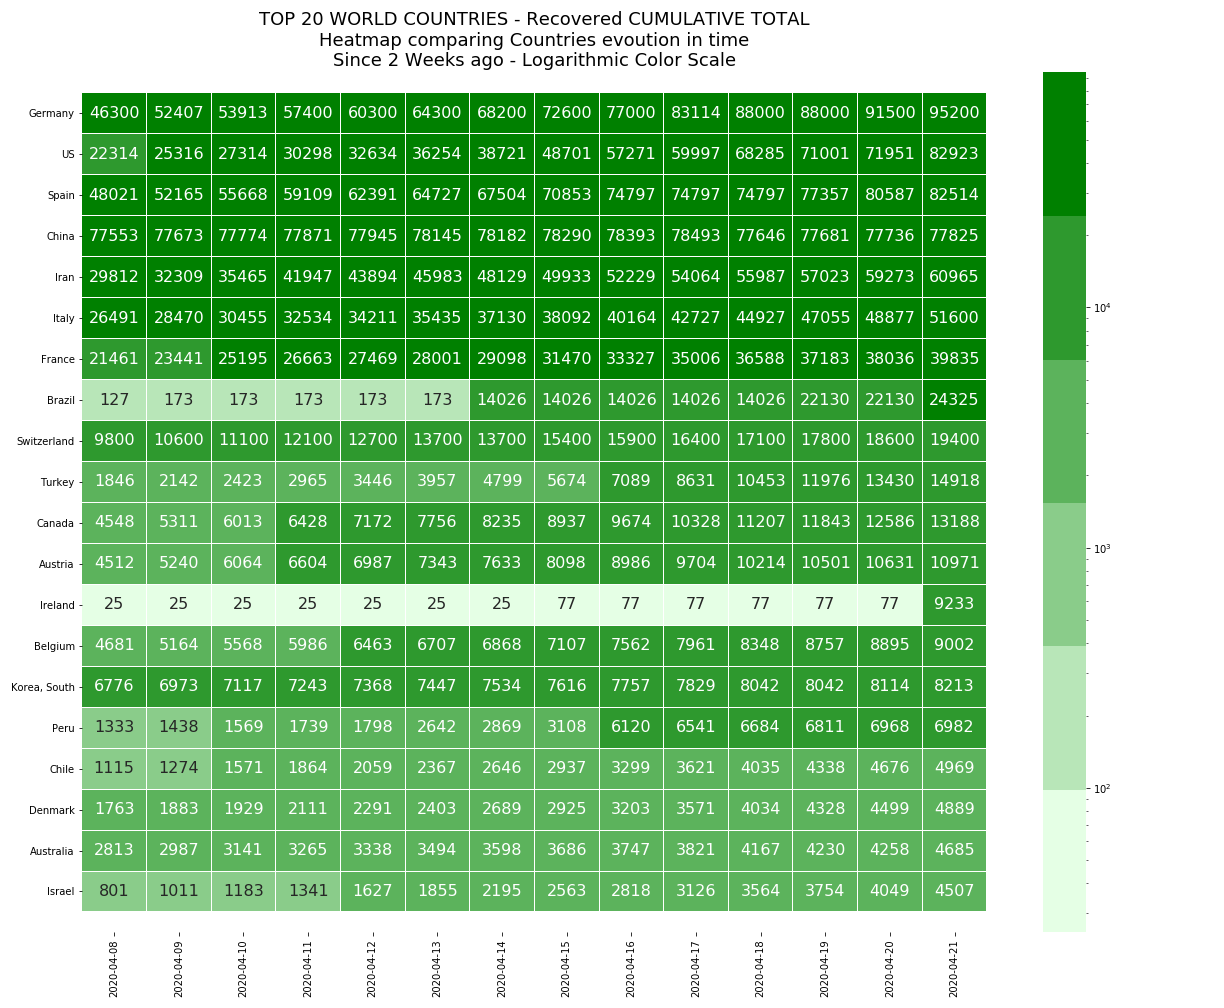 TOP 20 WORLD COUNTRIES - Recovered CUMULATIVE TOTAL
Heatmap comparing Countries evoution in time
Since 2 Weeks ago - Logarithmic Color Scale
Germany 46300 52407 53913 57400 60300 64300 68200 72600 77000 83114 88000 88000 91500 95200
US 22314 25316 27314 30298 32634 36254 38721 48701 57271 59997 68285 71001 71951 82923
Spain 48021 52165 55668 59109 62391 64727 67504 70853 74797 74797 74797 77357 80587 82514
China 77553 77673 77774 77871 77945 78145 78182 78290 78393 78493 77646 77681 77736 77825
Iran 29812 32309 35465 41947 43894 45983 48129 49933 52229 54064 55987 57023 59273 60965
Italy 26491 28470 30455 32534 34211 35435 37130 38092 40164 42727 44927 47055 48877 51600
France 21461 23441 25195 26663 27469 28001 29098 31470 33327 35006 36588 37183 38036 39835
Brazil 127 173 173 173 173 173 14026 14026 14026 14026 14026 22130 22130 24325
Switzerland 9800 10600 11100 12100 12700 13700 13700 15400 15900 16400 17100 17800 18600 19400
Turkey 1846 2142 2423 2965 3446 3957 4799 5674 7089 8631 10453 11976 13430 14918
Canada 4548 5311 6013 6428 7172 7756 8235 8937 9674 10328 11207 11843 12586 13188
Austria 4512 5240 6064 6604 6987 7343 7633 8098 8986 9704 10214 10501 10631 10971
Ireland 25 25 25 25 25 25 25 77 77 77 77 77 77 9233
Belgium 4681 5164 5568 5986 6463 6707 6868 7107 7562 7961 8348 8757 8895 9002
Korea, South 6776 6973 7117 7243 7368 7447 7534 7616 7757 7829 8042 8042 8114 8213
Peru 1333 1438 1569 1739 1798 2642 2869 3108 6120 6541 6684 6811 6968 6982
Chile 1115 1274 1571 1864 2059 2367 2646 2937 3299 3621 4035 4338 4676 4969
Denmark 1763 1883 1929 2111 2291 2403 2689 2925 3203 3571 4034 4328 4499 4889
Australia 2813 2987 3141 3265 3338 3494 3598 3686 3747 3821 4167 4230 4258 4685
Israel 801 1011 1183 1341 1627 1855 2195 2563 2818 3126 3564 3754 4049 4507
2020-04-08 2020-04-09 2020-04-10 2020-04-11 2020-04-12 2020-04-13 2020-04-14 2020-04-15 2020-04-16 2020-04-17 2020-04-18 2020-04-19 2020-04-20 2020-04-21
10⁴
10³
10²